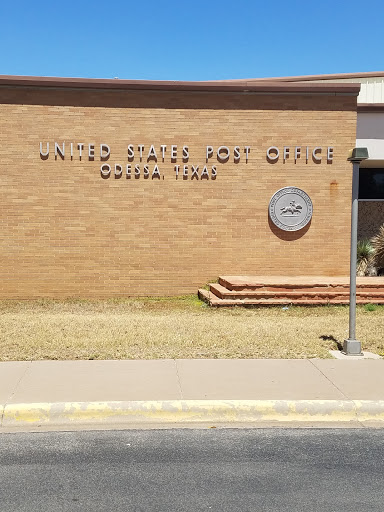 UNITED STATES POST OFFICE
ODESSA, TEXAS